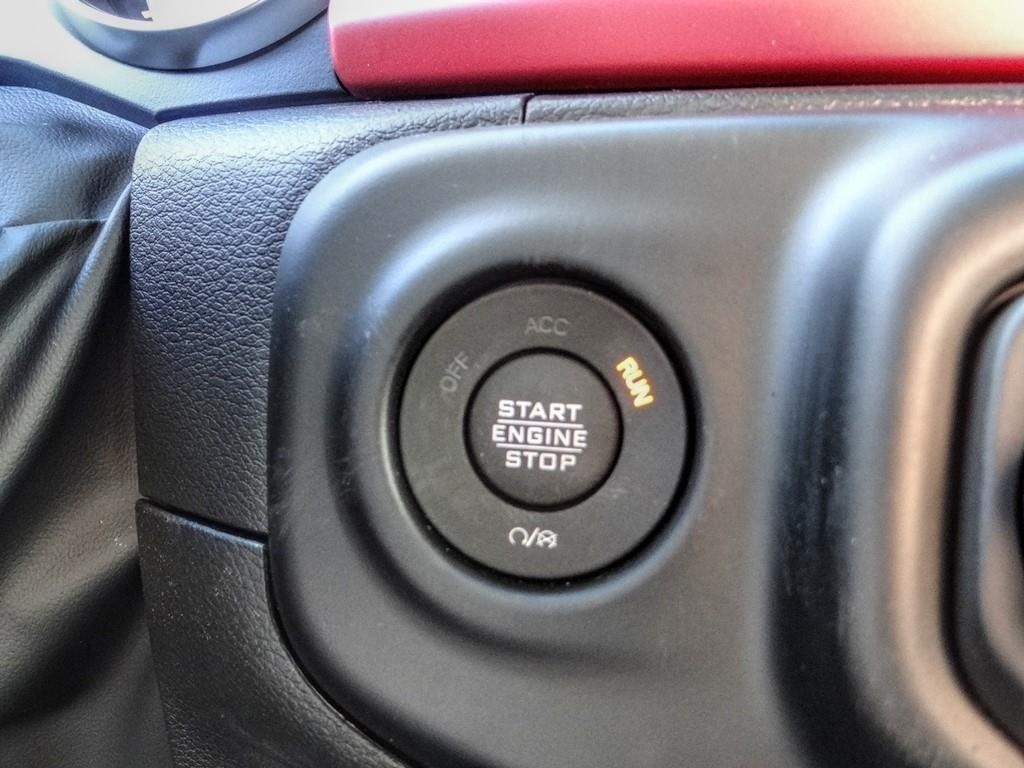 ACC
OFF
RUN
START
ENGINE
STOP